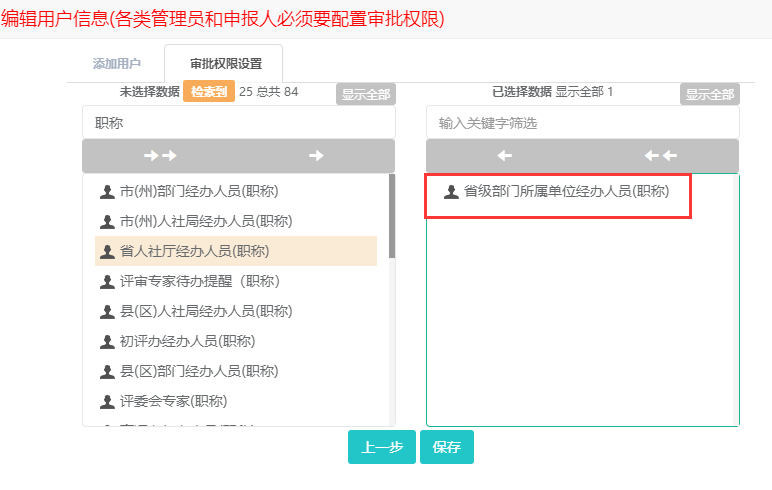 编辑用户信息(各类管理员和申报人必须要配置审批权限)
添加用户 审批权限设置
未选择数据 检索到 25 总共 84 显示全部
已选择数据 显示全部 1 显示全部
职称
输入关键字筛选
市(州)部门经办人员(职称)
市(州)人社局经办人员(职称)
省人社厅经办人员(职称)
评审专家待办提醒（职称)
县(区)人社局经办人员(职称)
初评办经办人员(职称)
县(区)部门经办人员(职称)
评委会专家(职称)
省级部门所属单位经办人员(职称)
上一步 保存